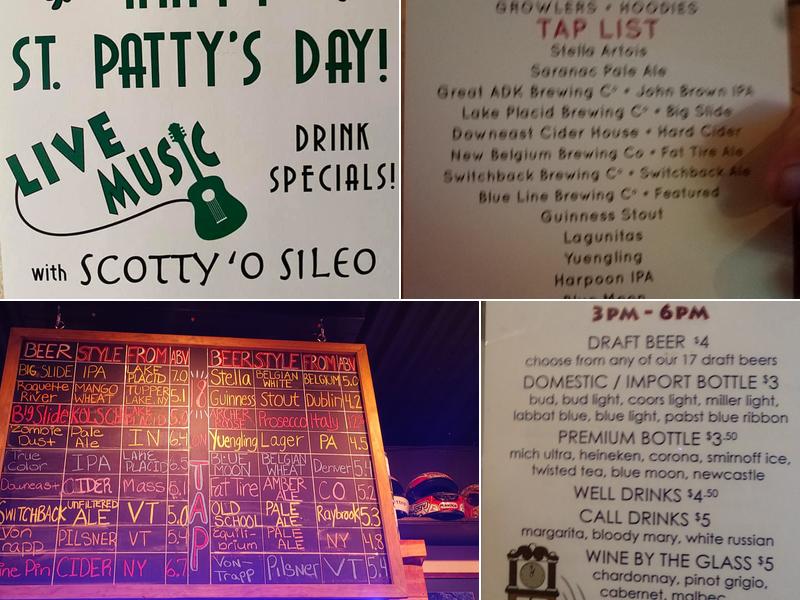 ST. PATTY'S DAY!
LIVE MUSIC
DRINK
SPECIALS!
with SCOTTY 'O SILEO
GROWLERS • HOODIES
TAP LIST
Stella Artois
Saranac Pale Ale
Great ADK Brewing Cº • John Brown IPA
Lake Placid Brewing Cº • Big Slide
Downeast Cider House • Hard Cider
New Belgium Brewing Co • Fat Tire Ale
Switchback Brewing Cº • Switchback Ale
Blue Line Brewing Cº • Featured
Guinness Stout
Lagunitas
Yuengling
Harpoon IPA
Blue Moon
BEER STYLE FROM ABV
BIG SLIDE IPA LAKE PLACID 7.0
Raquette River MANGO WHEAT TUPPER LAKE NY 5.1
Big Slide KOLSCH LAKE PLACID
Zombie Dust Pale Ale IN 6.4
True Color IPA LAKE PLACID 6.5
Downeast CIDER Mass 5.1
SWITCHBACK UNFILTERED ALE VT 5.0
Von Trapp PILSNER VT 5.4
ine Pin CIDER NY 6.7
ON TAP
BEER STYLE FROM ABV
Stella BELGIAN WHITE BELGIUM 5.0
Guinness Stout Dublin 4.2
ARCHER ROOSE Prosecco Italy
Yuengling Lager PA 4.5
BLUE MOON BELGIAN WHEAT Denver 5.4
Fat Tire AMBER ALE CO 5.2
OLD SCHOOL PALE ALE Raybrook 5.3
Equili-brium PALE ALE NY 4.8
Von-Trapp Pilsner VT 5.4
3PM - 6PM
DRAFT BEER $4
choose from any of our 17 draft beers
DOMESTIC / IMPORT BOTTLE $3
bud, bud light, coors light, miller light,
labbat blue, blue light, pabst blue ribbon
PREMIUM BOTTLE $3.50
mich ultra, heineken, corona, smirnoff ice,
twisted tea, blue moon, newcastle
WELL DRINKS $4.50
CALL DRINKS $5
margarita, bloody mary, white russian
WINE BY THE GLASS $5
chardonnay, pinot grigio,
cabernet, malbec